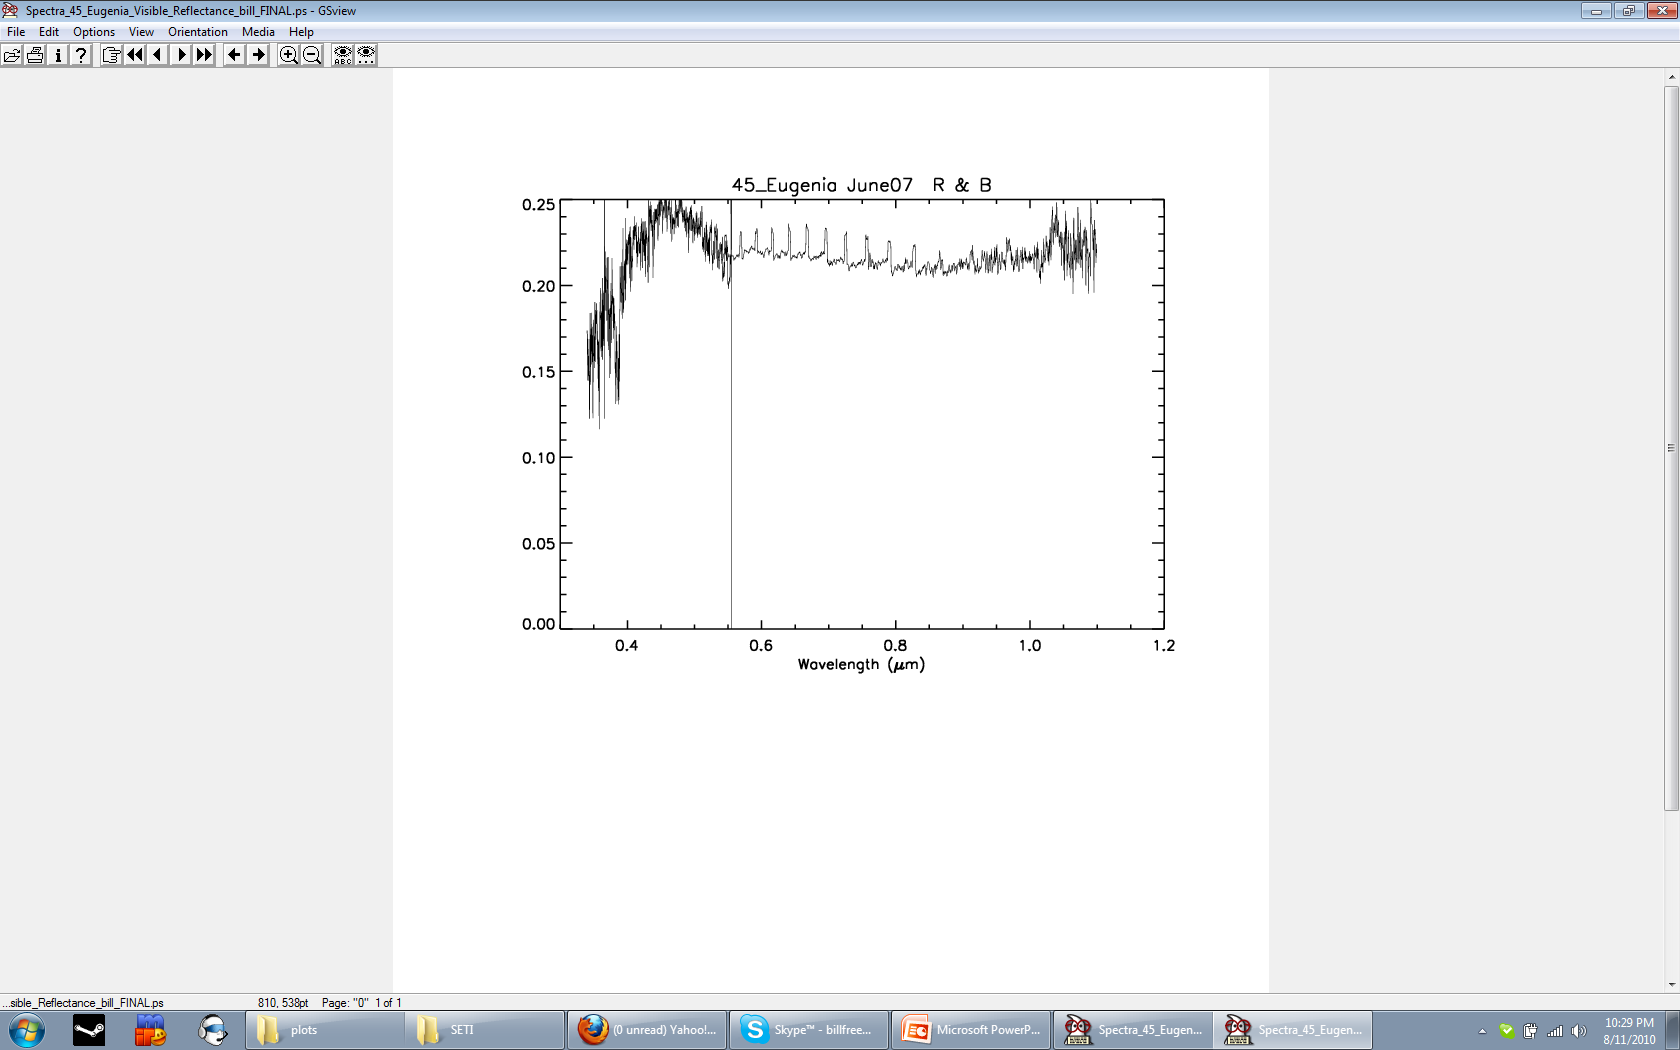 Spectra_45_Eugenia_Visible_Reflectance_bill_FINAL.ps - GSview
File Edit Options View Orientation Media Help
45_Eugenia June07 R & B
0.25
0.20
0.15
0.10
0.05
0.00
0.4 0.6 0.8 1.0 1.2
Wavelength (μm)
...sible_Reflectance_bill_FINAL.ps 810, 538pt Page: "0" 1 of 1
plots
SETI
(0 unread) Yahoo!...
Skype™ - billfree...
Microsoft PowerP...
Spectra_45_Eugen...
Spectra_45_Eugen...
10:29 PM
8/11/2010